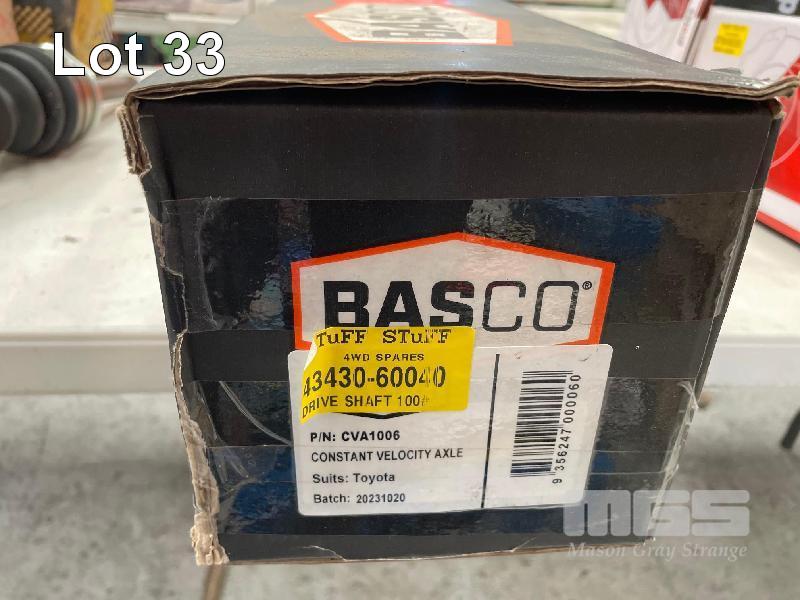 Lot 33
BASCO
BASCO®
TuFF STuFF
4WD SPARES
43430-60040
DRIVE SHAFT 100#
P/N: CVA1006
CONSTANT VELOCITY AXLE
Suits: Toyota
Batch: 20231020
9 356247 000060
MGS
Mason Gray Strange